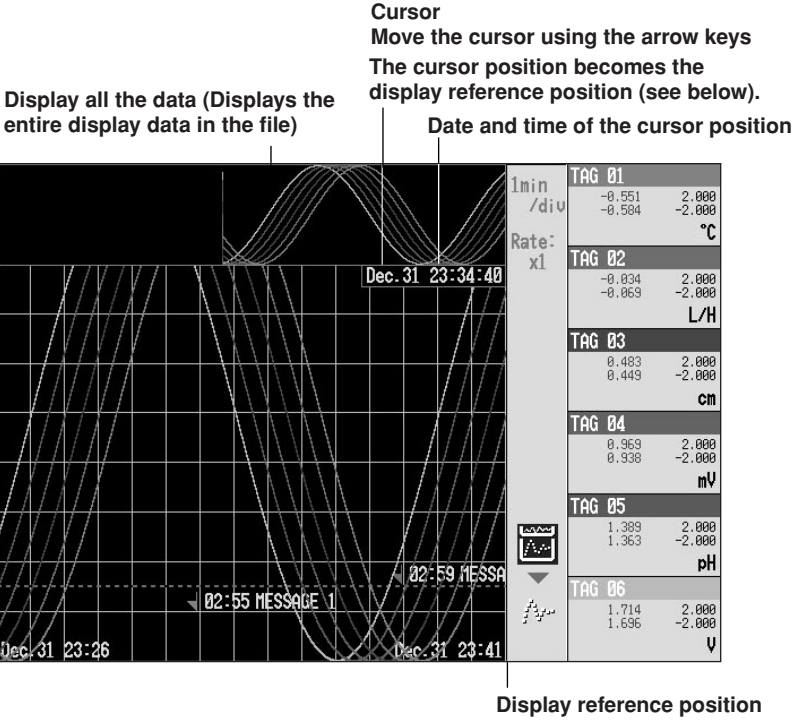 Cursor
Move the cursor using the arrow keys
The cursor position becomes the
display reference position (see below).
Display all the data (Displays the
entire display data in the file)
Date and time of the cursor position
1min
/div
Rate:
x1
Dec.31 23:34:40
TAG 01
-0.551 2.000
-0.584 -2.000
°C
TAG 02
-0.034 2.000
-0.069 -2.000
L/H
TAG 03
0.483 2.000
0.449 -2.000
cm
TAG 04
0.969 2.000
0.938 -2.000
mV
TAG 05
1.389 2.000
1.363 -2.000
pH
TAG 06
1.714 2.000
1.696 -2.000
V
02:59 MESSA
02:55 MESSAGE 1
Dec.31 23:26
Dec.31 23:41
Display reference position